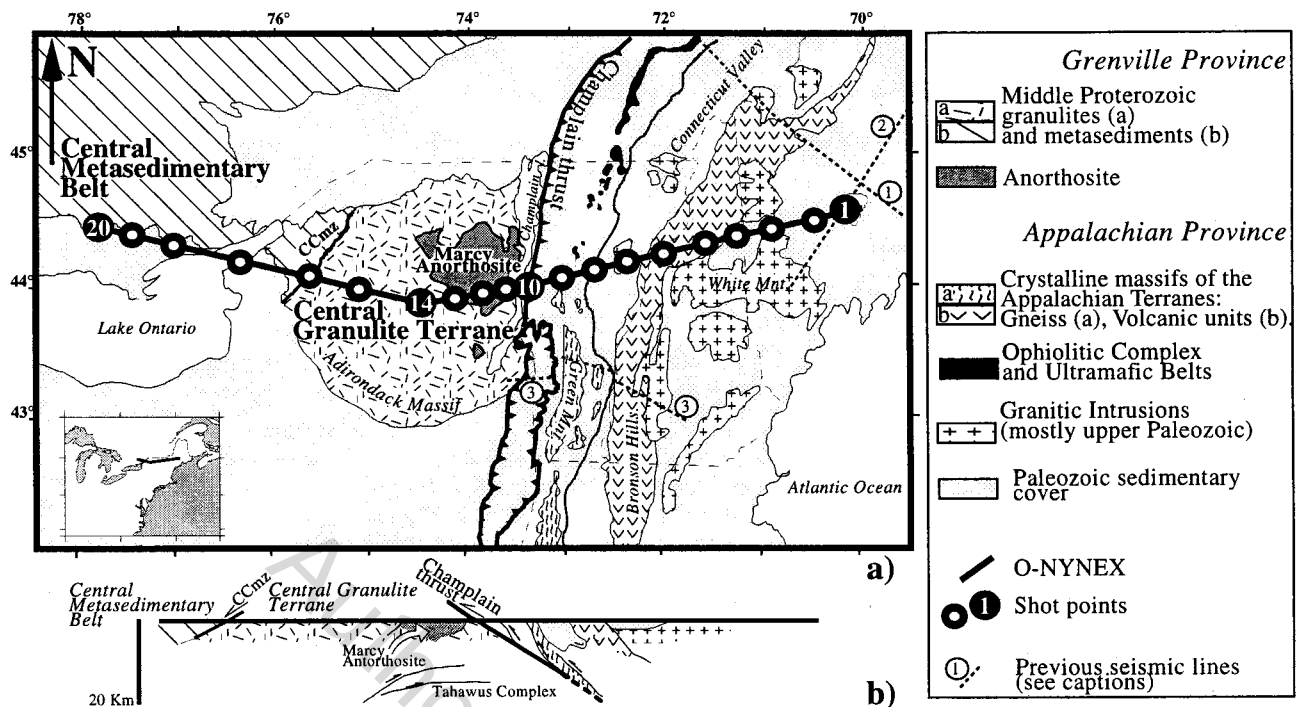 78°
76°
74°
72°
70°
N
45°
44°
43°
Central
Metasedimentary
Belt
Champlain thrust
Connecticut Valley
2
1
20
CCmz
Champlain
Marcy
Anorthosite
1
14
10
White Mnt.
Central
Granulite Terrane
Lake Ontario
Adirondack Massif
3
Green Mnt
3
Bronson Hills
Atlantic Ocean
a)
Central
Metasedimentary
Belt
CCmz
Central Granulite
Terrane
Champlain
thrust
Marcy
Antorthosite
Tahawus Complex
20 Km
b)
Grenville Province
a
b
Middle Proterozoic
granulites (a)
and metasediments (b)
Anorthosite
Appalachian Province
a
b
Crystalline massifs of the
Appalachian Terranes:
Gneiss (a), Volcanic units (b).
Ophiolitic Complex
and Ultramafic Belts
Granitic Intrusions
(mostly upper Paleozoic)
Paleozoic sedimentary
cover
O-NYNEX
1
Shot points
1
Previous seismic lines
(see captions)